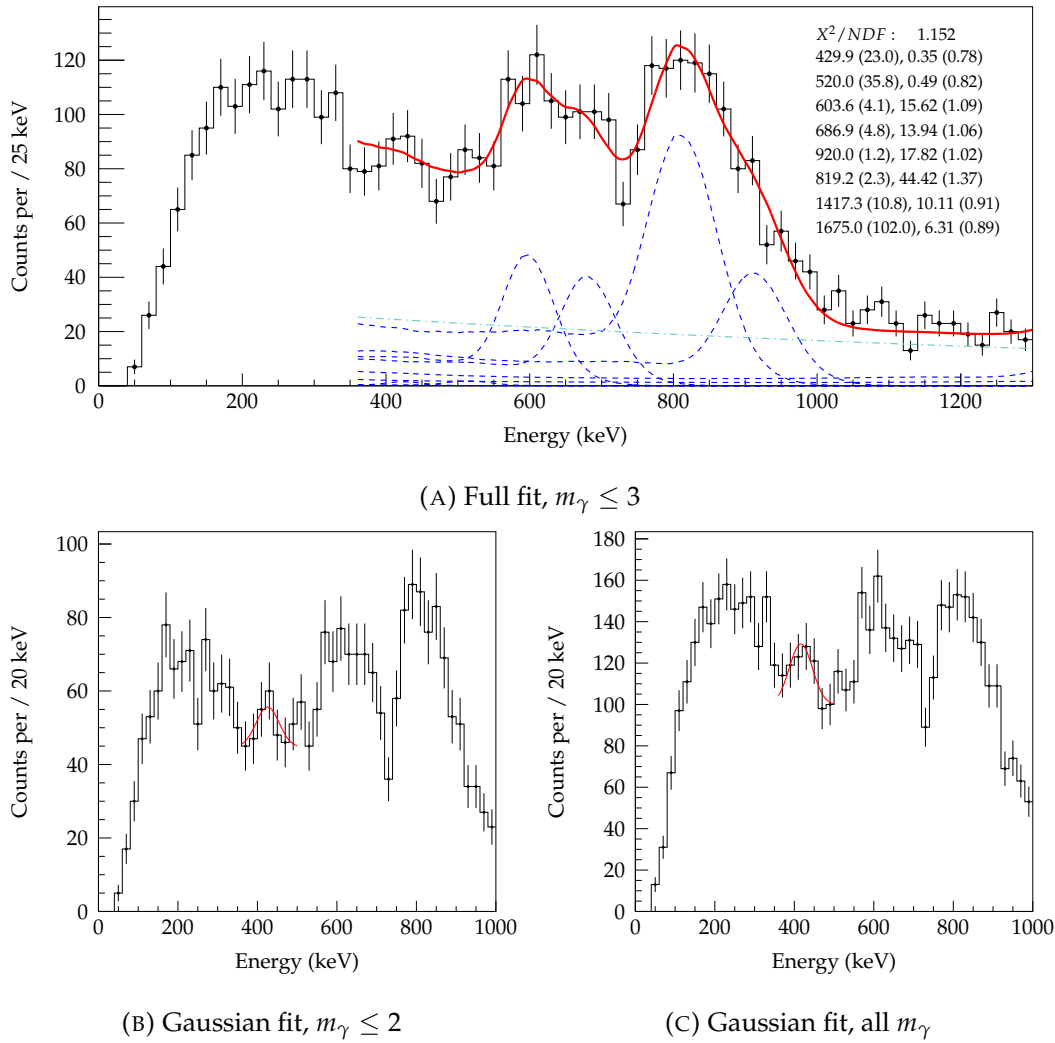 Counts per / 25 keV
120
100
80
60
40
20
0
0 200 400 600 800 1000 1200
Energy (keV)
X²/NDF : 1.152
429.9 (23.0), 0.35 (0.78)
520.0 (35.8), 0.49 (0.82)
603.6 (4.1), 15.62 (1.09)
686.9 (4.8), 13.94 (1.06)
920.0 (1.2), 17.82 (1.02)
819.2 (2.3), 44.42 (1.37)
1417.3 (10.8), 10.11 (0.91)
1675.0 (102.0), 6.31 (0.89)
(A) Full fit, mγ ≤ 3
Counts per / 20 keV
100
80
60
40
20
0
0 200 400 600 800 1000
Energy (keV)
(B) Gaussian fit, mγ ≤ 2
Counts per / 20 keV
180
160
140
120
100
80
60
40
20
0
0 200 400 600 800 1000
Energy (keV)
(C) Gaussian fit, all mγ